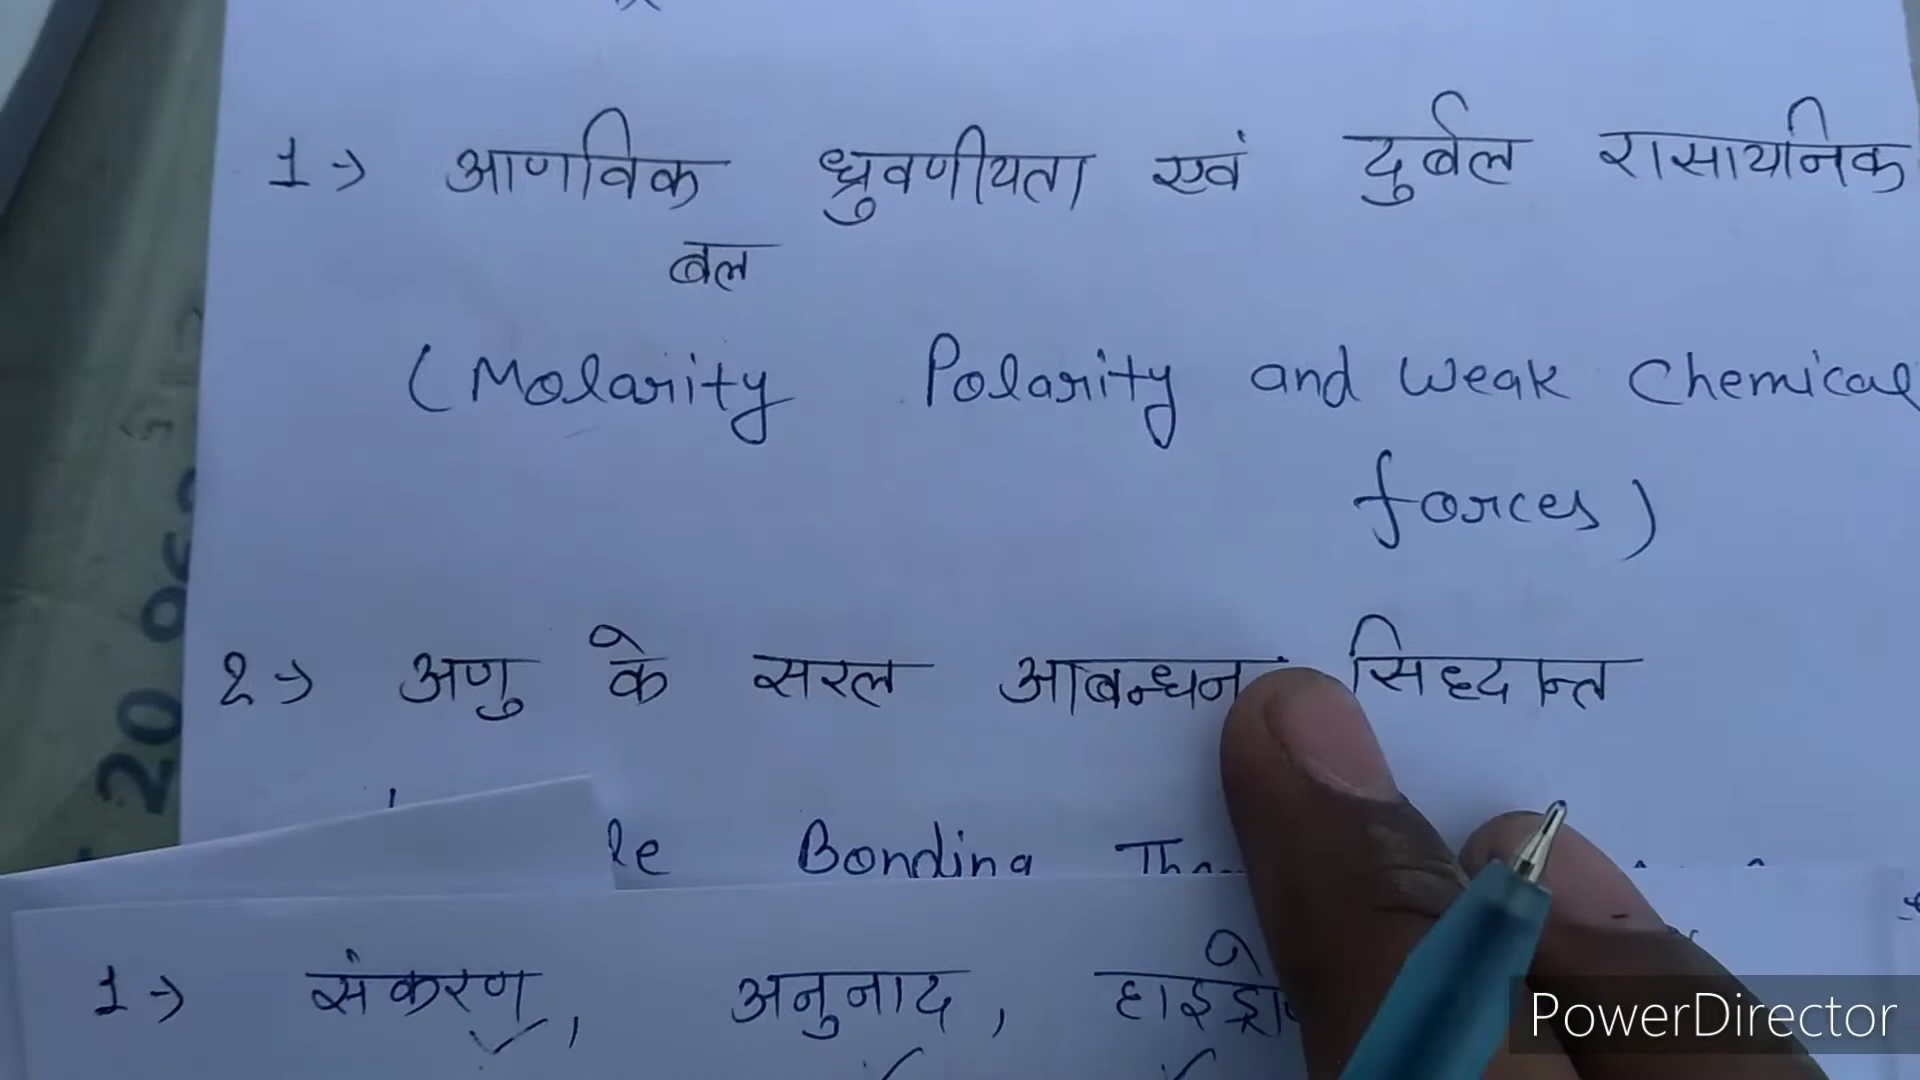 1→ आणविक ध्रुवणीयता एवं दुर्बल रासायनिक
बल
(Molarity Polarity and weak chemical
forces)
2→ अणु के सरल आबन्धन सिध्दान्त
Bonding
1→ संकरण, अनुनाद,
PowerDirector
20